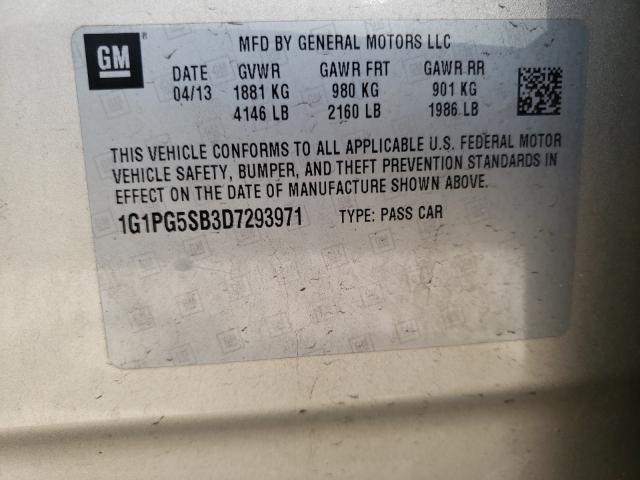 GM
MFD BY GENERAL MOTORS LLC
DATE GVWR GAWR FRT GAWR RR
04/13 1881 KG 980 KG 901 KG
4146 LB 2160 LB 1986 LB
THIS VEHICLE CONFORMS TO ALL APPLICABLE U.S. FEDERAL MOTOR
VEHICLE SAFETY, BUMPER, AND THEFT PREVENTION STANDARDS IN
EFFECT ON THE DATE OF MANUFACTURE SHOWN ABOVE.
1G1PG5SB3D7293971 TYPE: PASS CAR